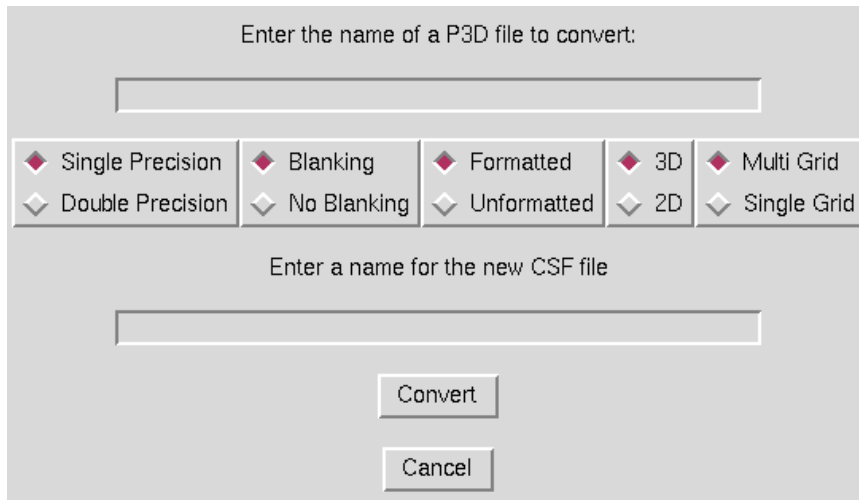 Enter the name of a P3D file to convert:
Single Precision Blanking Formatted 3D Multi Grid
Double Precision No Blanking Unformatted 2D Single Grid
Enter a name for the new CSF file
Convert
Cancel